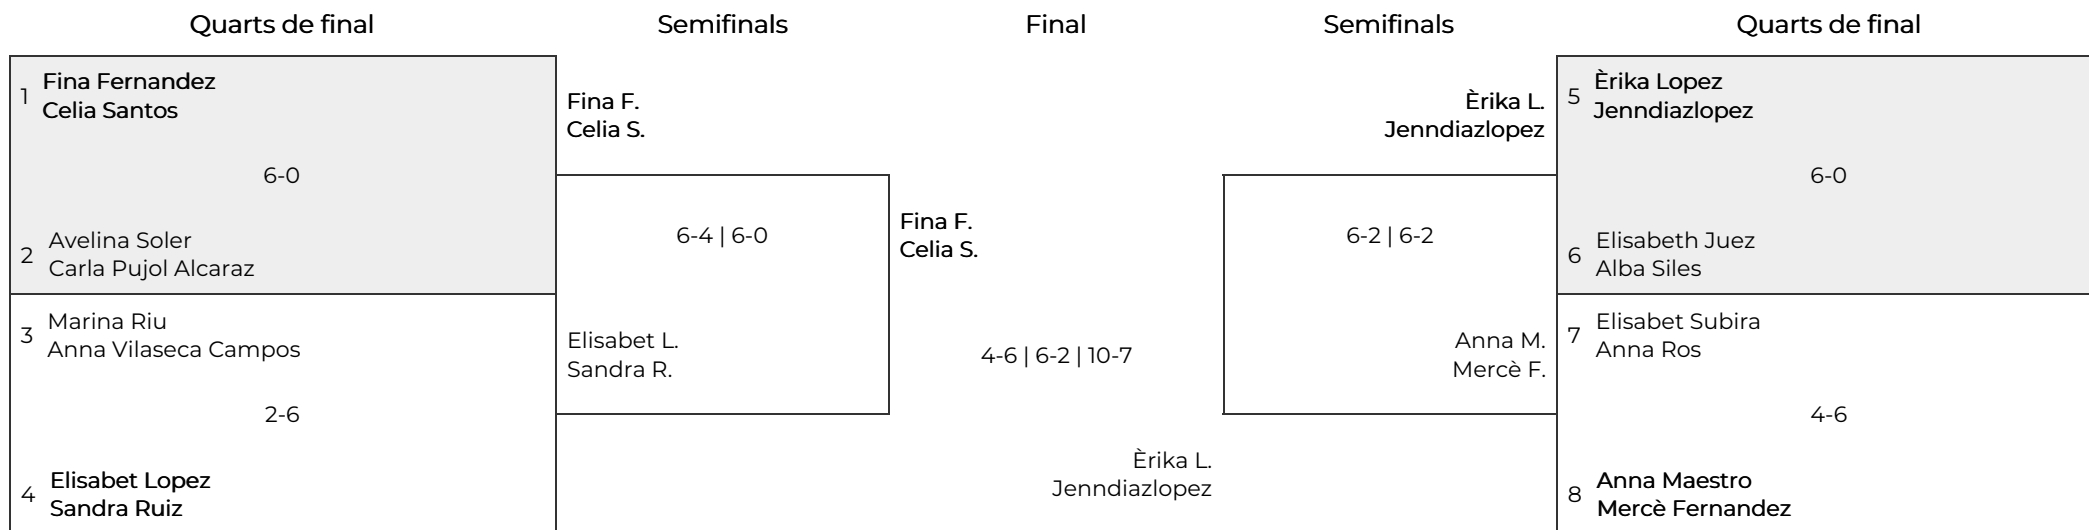 Quarts de final
Semifinals
Final
Semifinals
Quarts de final
1
Fina Fernandez
Celia Santos
6-0
2
Avelina Soler
Carla Pujol Alcaraz
3
Marina Riu
Anna Vilaseca Campos
2-6
4
Elisabet Lopez
Sandra Ruiz
Fina F.
Celia S.
6-4 | 6-0
Elisabet L.
Sandra R.
Fina F.
Celia S.
4-6 | 6-2 | 10-7
Èrika L.
Jenndiazlopez
Èrika L.
Jenndiazlopez
6-2 | 6-2
Anna M.
Mercè F.
5
Èrika Lopez
Jenndiazlopez
6-0
6
Elisabeth Juez
Alba Siles
7
Elisabet Subira
Anna Ros
4-6
8
Anna Maestro
Mercè Fernandez